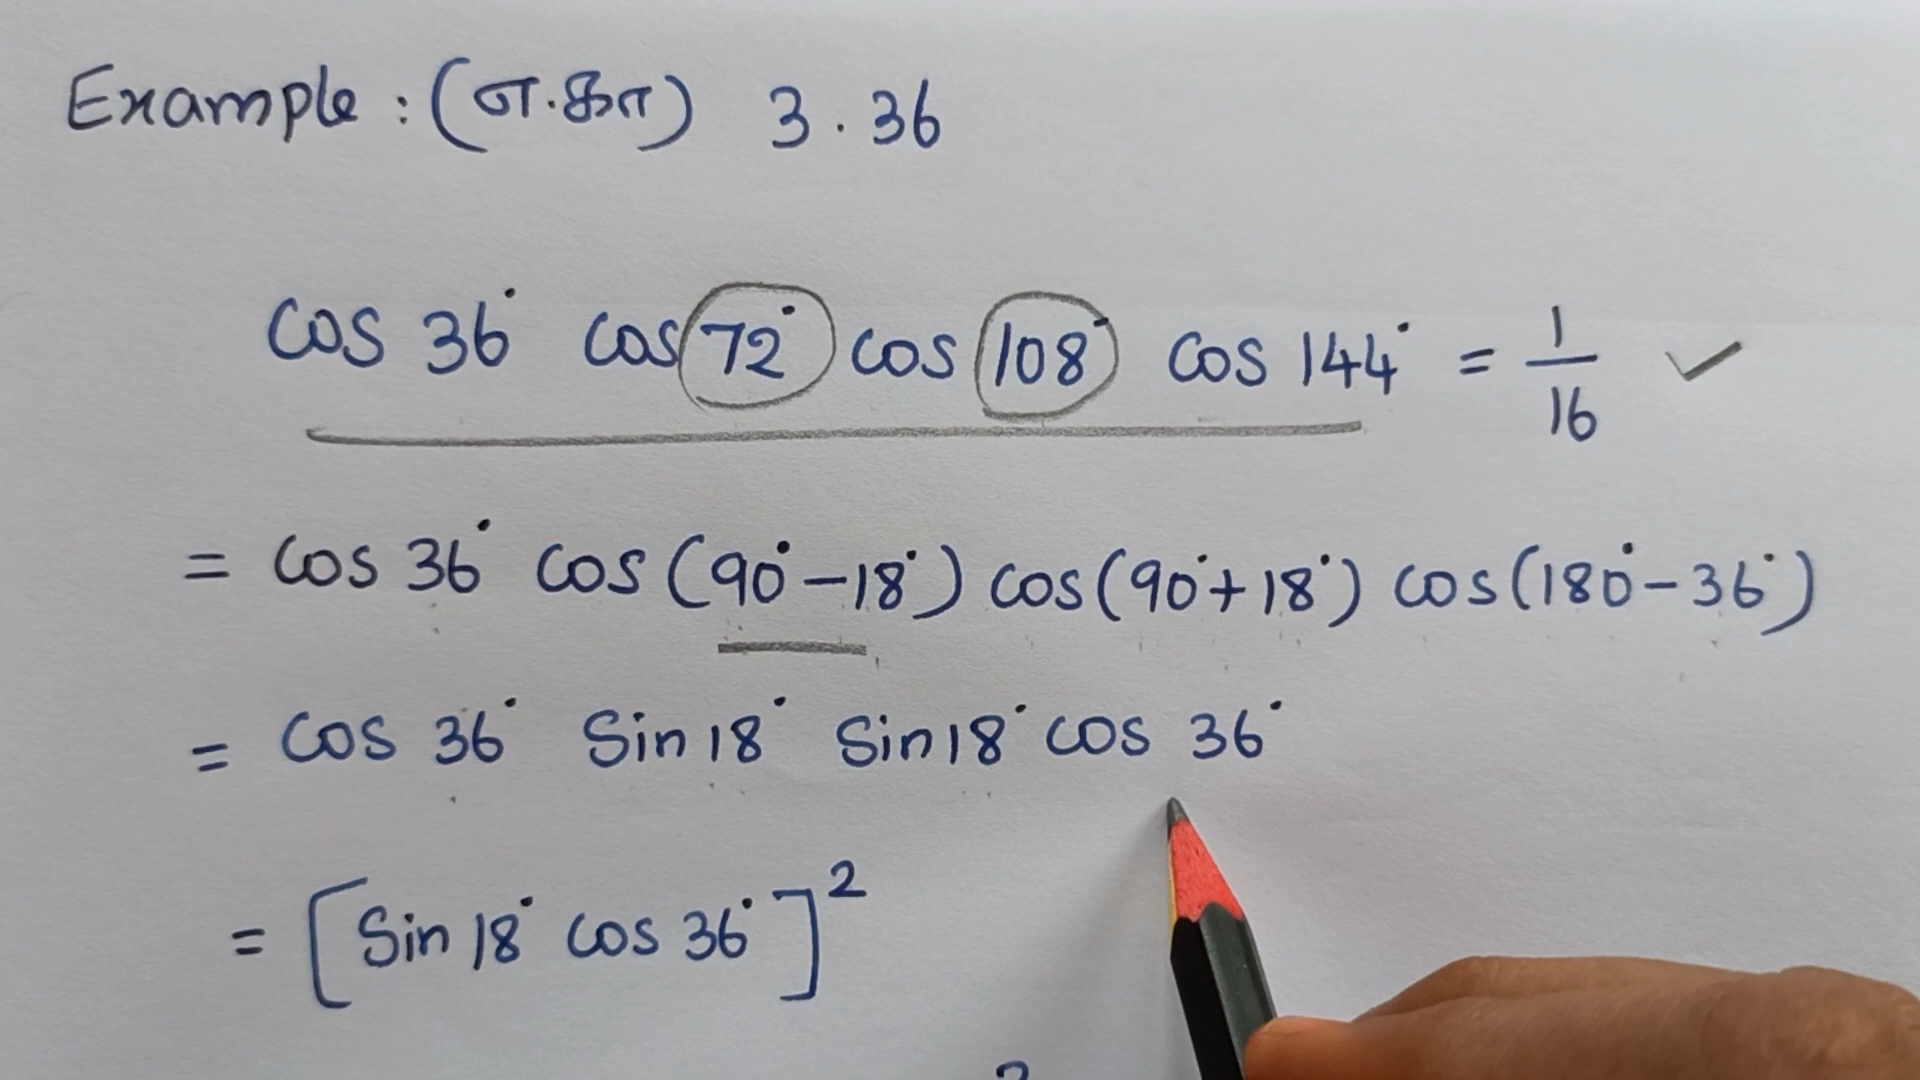 Example : (எ.கா) 3.36
cos 36° cos 72° cos 108° cos 144° = 1/16 ✓
= cos 36° cos (90°-18°) cos (90°+18°) cos (180°-36°)
= cos 36° Sin 18° Sin 18° cos 36°
= [Sin 18° cos 36°]²